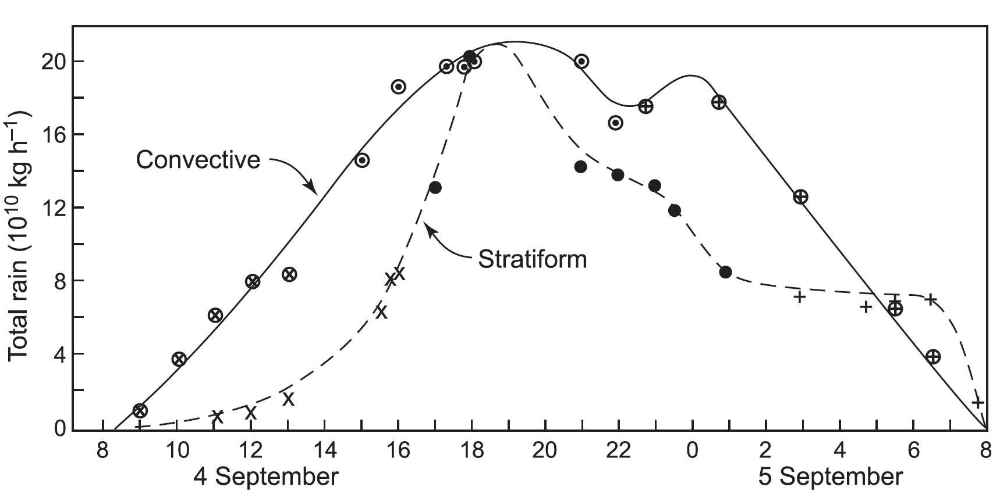 Total rain (10¹⁰ kg h⁻¹)
20
16
12
8
4
0
Convective
Stratiform
8 10 12 14 16 18 20 22 0 2 4 6 8
4 September 5 September